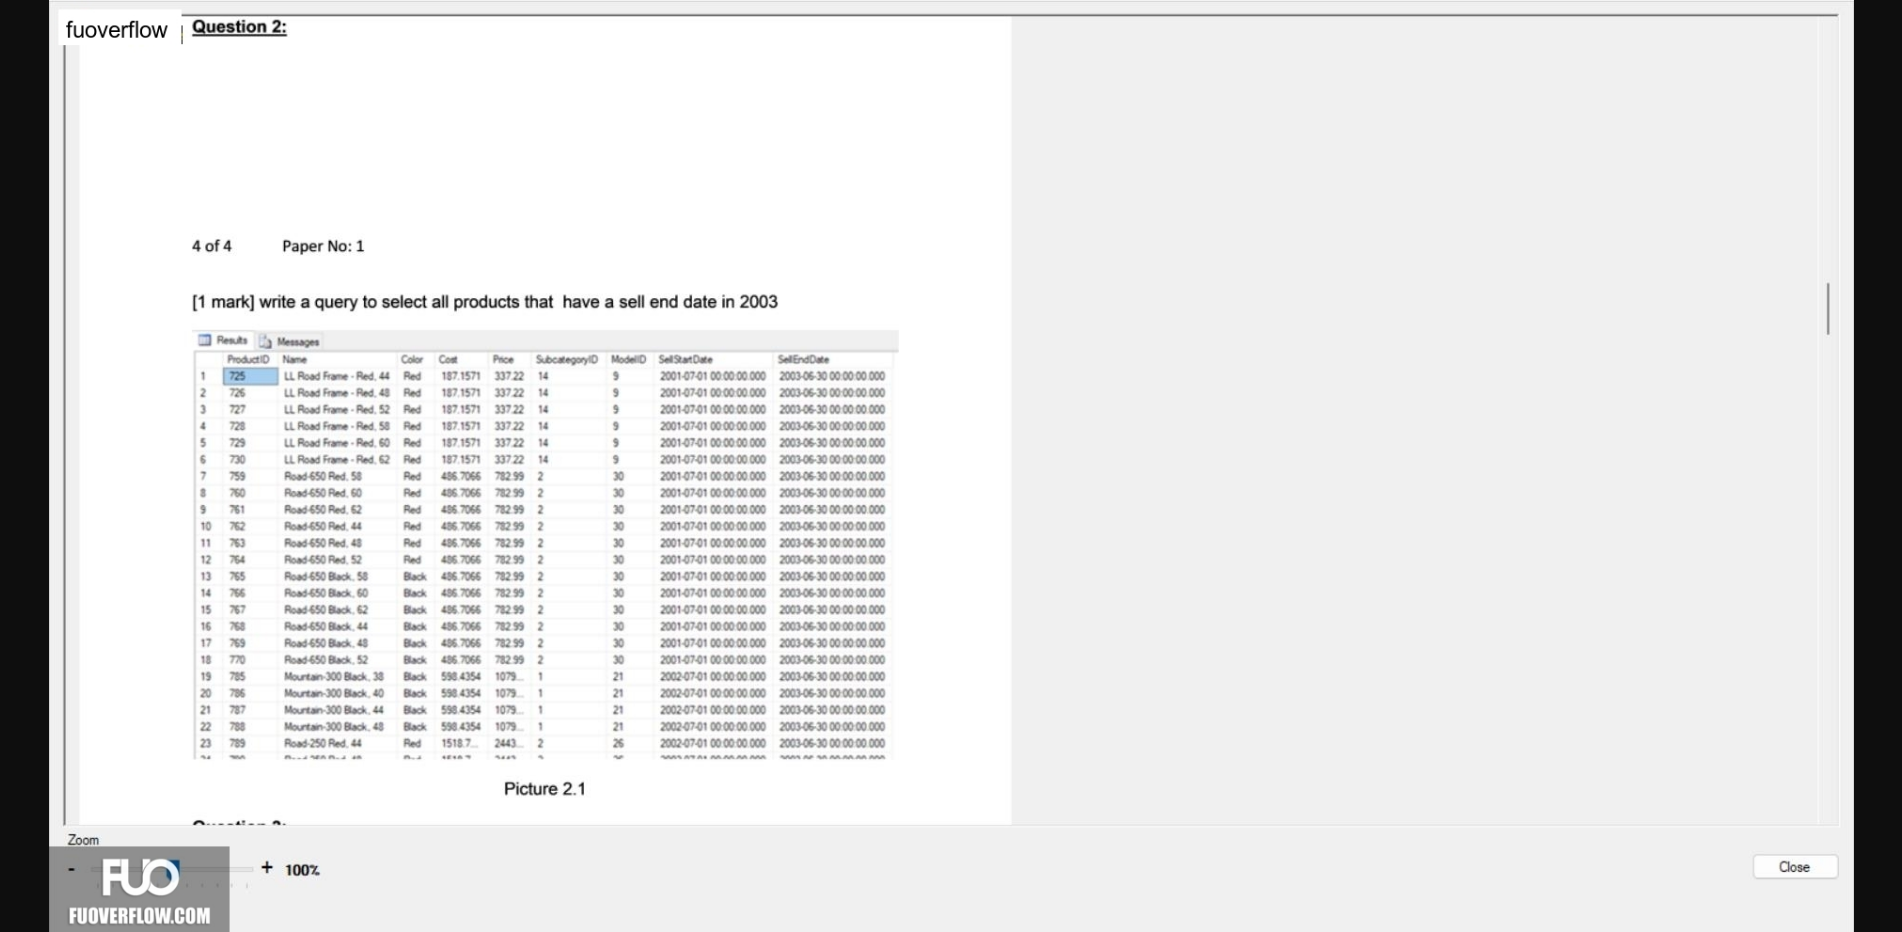 fuoverflow
Question 2:
4 of 4 Paper No: 1
[1 mark] write a query to select all products that have a sell end date in 2003
Results Messages
ProductID Name Color Cost Price SubcategoryID ModelID SellStartDate SellEndDate
1 725 LL Road Frame - Red, 44 Red 187.1571 337.22 14 9 2001-07-01 00:00:00.000 2003-06-30 00:00:00.000
2 726 LL Road Frame - Red, 48 Red 187.1571 337.22 14 9 2001-07-01 00:00:00.000 2003-06-30 00:00:00.000
3 727 LL Road Frame - Red, 52 Red 187.1571 337.22 14 9 2001-07-01 00:00:00.000 2003-06-30 00:00:00.000
4 728 LL Road Frame - Red, 58 Red 187.1571 337.22 14 9 2001-07-01 00:00:00.000 2003-06-30 00:00:00.000
5 729 LL Road Frame - Red, 60 Red 187.1571 337.22 14 9 2001-07-01 00:00:00.000 2003-06-30 00:00:00.000
6 730 LL Road Frame - Red, 62 Red 187.1571 337.22 14 9 2001-07-01 00:00:00.000 2003-06-30 00:00:00.000
7 759 Road-650 Red, 58 Red 486.7066 782.99 2 30 2001-07-01 00:00:00.000 2003-06-30 00:00:00.000
8 760 Road-650 Red, 60 Red 486.7066 782.99 2 30 2001-07-01 00:00:00.000 2003-06-30 00:00:00.000
9 761 Road-650 Red, 62 Red 486.7066 782.99 2 30 2001-07-01 00:00:00.000 2003-06-30 00:00:00.000
10 762 Road-650 Red, 44 Red 486.7066 782.99 2 30 2001-07-01 00:00:00.000 2003-06-30 00:00:00.000
11 763 Road-650 Red, 48 Red 486.7066 782.99 2 30 2001-07-01 00:00:00.000 2003-06-30 00:00:00.000
12 764 Road-650 Red, 52 Red 486.7066 782.99 2 30 2001-07-01 00:00:00.000 2003-06-30 00:00:00.000
13 765 Road-650 Black, 58 Black 486.7066 782.99 2 30 2001-07-01 00:00:00.000 2003-06-30 00:00:00.000
14 766 Road-650 Black, 60 Black 486.7066 782.99 2 30 2001-07-01 00:00:00.000 2003-06-30 00:00:00.000
15 767 Road-650 Black, 62 Black 486.7066 782.99 2 30 2001-07-01 00:00:00.000 2003-06-30 00:00:00.000
16 768 Road-650 Black, 44 Black 486.7066 782.99 2 30 2001-07-01 00:00:00.000 2003-06-30 00:00:00.000
17 769 Road-650 Black, 48 Black 486.7066 782.99 2 30 2001-07-01 00:00:00.000 2003-06-30 00:00:00.000
18 770 Road-650 Black, 52 Black 486.7066 782.99 2 30 2001-07-01 00:00:00.000 2003-06-30 00:00:00.000
19 785 Mountain-300 Black, 38 Black 598.4354 1079... 1 21 2002-07-01 00:00:00.000 2003-06-30 00:00:00.000
20 786 Mountain-300 Black, 40 Black 598.4354 1079... 1 21 2002-07-01 00:00:00.000 2003-06-30 00:00:00.000
21 787 Mountain-300 Black, 44 Black 598.4354 1079... 1 21 2002-07-01 00:00:00.000 2003-06-30 00:00:00.000
22 788 Mountain-300 Black, 48 Black 598.4354 1079... 1 21 2002-07-01 00:00:00.000 2003-06-30 00:00:00.000
23 789 Road-250 Red, 44 Red 1518.7... 2443... 2 26 2002-07-01 00:00:00.000 2003-06-30 00:00:00.000
Picture 2.1
Zoom
- + 100%
Close
FUO
FUOVERFLOW.COM